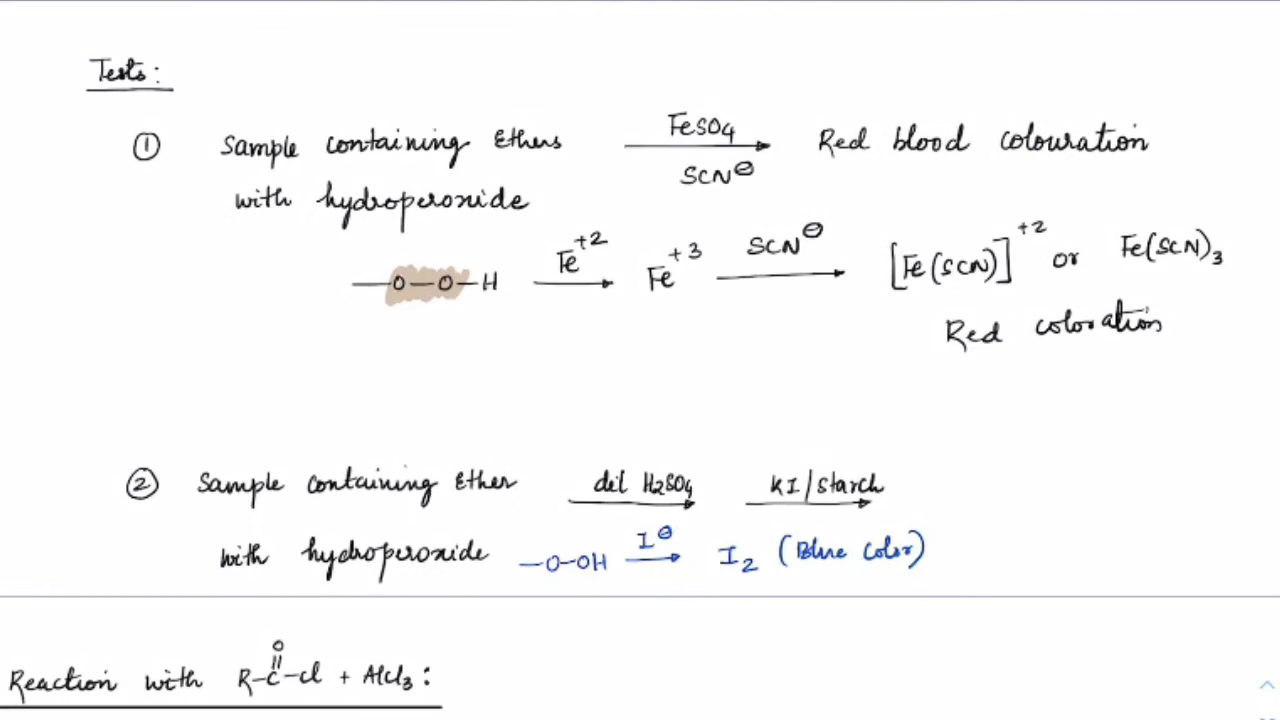 Tests:
① Sample containing Ethers —FeSO4/SCN⊖→ Red blood colouration
with hydroperoxide
—O—O—H —Fe+2→ Fe+3 —SCN⊖→ [Fe(SCN)]+2 or Fe(SCN)3
Red coloration
② Sample containing Ether —dil H2SO4→ —KI/starch→
with hydroperoxide —O—OH —I⊖→ I2 (Blue color)
Reaction with R-C(=O)-Cl + AlCl3: